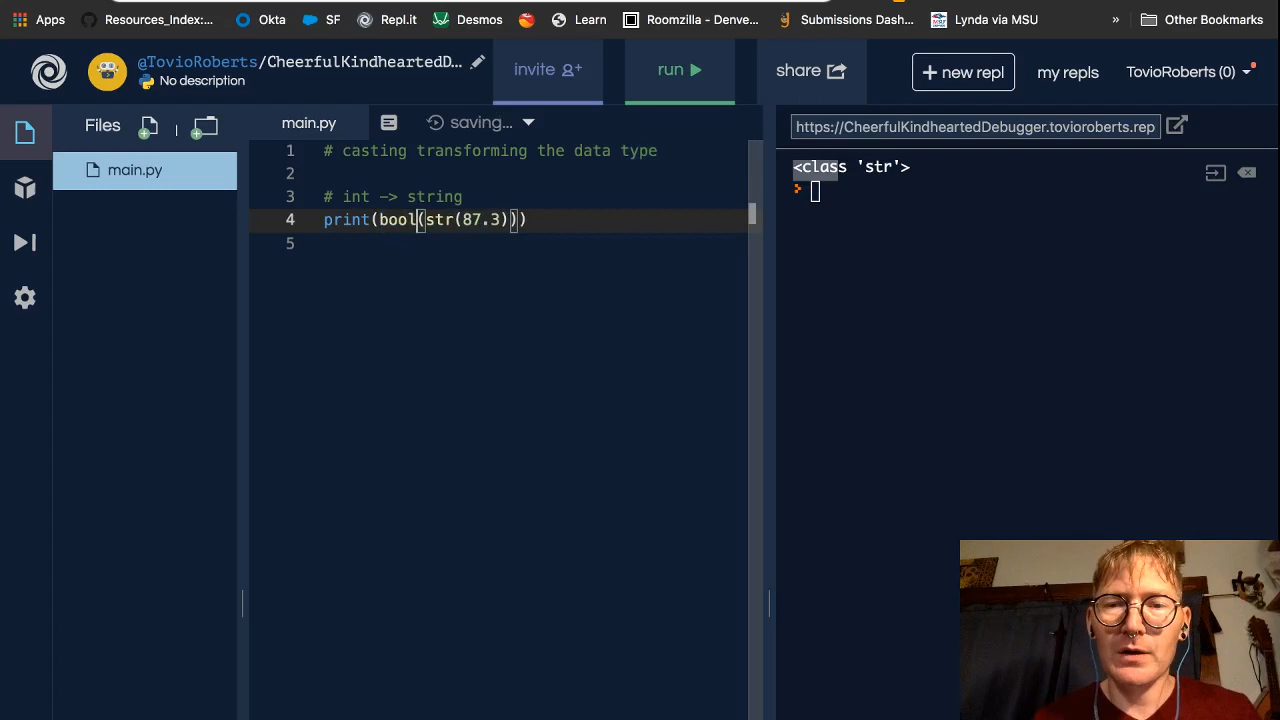 Apps
Resources_Index:...
Okta
SF
Repl.it
Desmos
Learn
Roomzilla - Denve...
Submissions Dash...
Lynda via MSU
»
Other Bookmarks
@TovioRoberts/CheerfulKindheartedD...
No description
invite
run
share
+ new repl
my repls
TovioRoberts (0)
Files
main.py
saving...
https://CheerfulKindheartedDebugger.tovioroberts.rep
main.py
1 # casting transforming the data type
2
3 # int -> string
4 print(bool(str(87.3)))
5
<class 'str'>